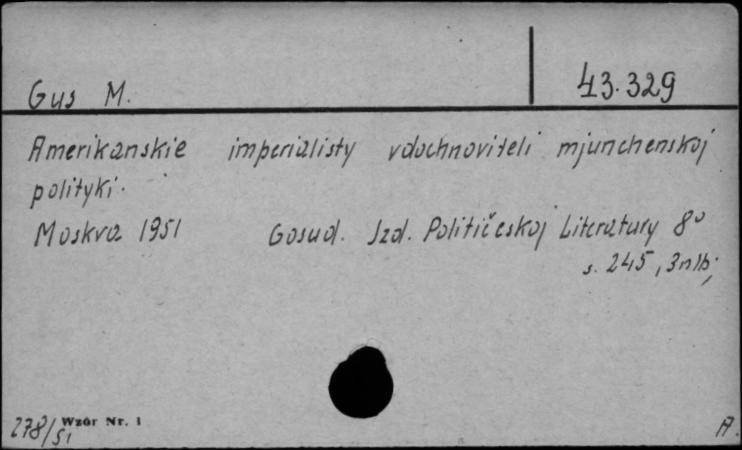 Gus M.
43.329
Amerikanskie imperialisty vdochnoviteli mjunchenskoj
polityki.
Moskva 1951 Gosud. Izd. Političeskoj Literatury 8º
s. 245, 3nlb;
278/51 Wzór Nr. 1
A.